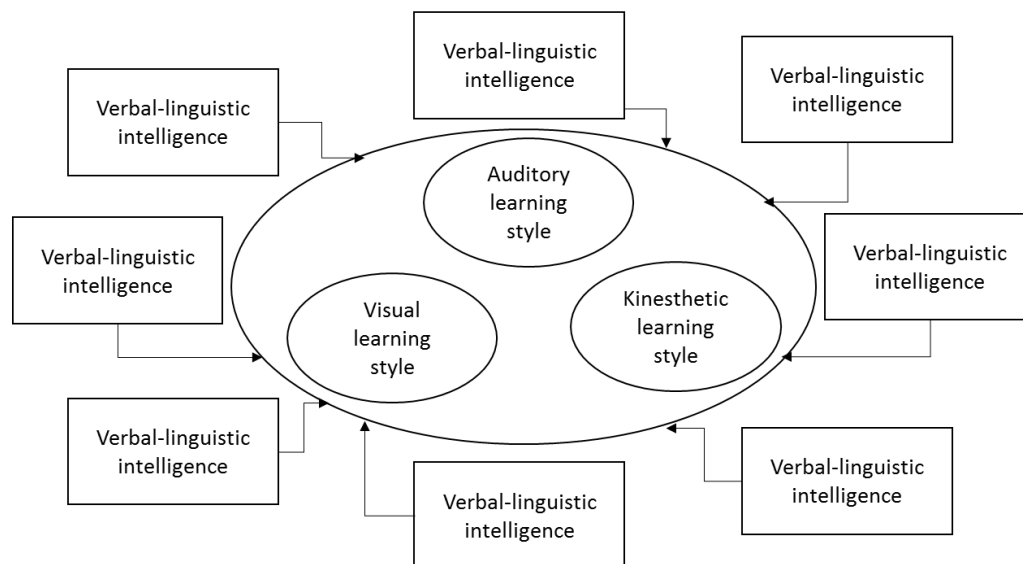 Verbal-linguistic
intelligence
Verbal-linguistic
intelligence
Verbal-linguistic
intelligence
Auditory
learning
style
Verbal-linguistic
intelligence
Verbal-linguistic
intelligence
Visual
learning
style
Kinesthetic
learning
style
Verbal-linguistic
intelligence
Verbal-linguistic
intelligence
Verbal-linguistic
intelligence